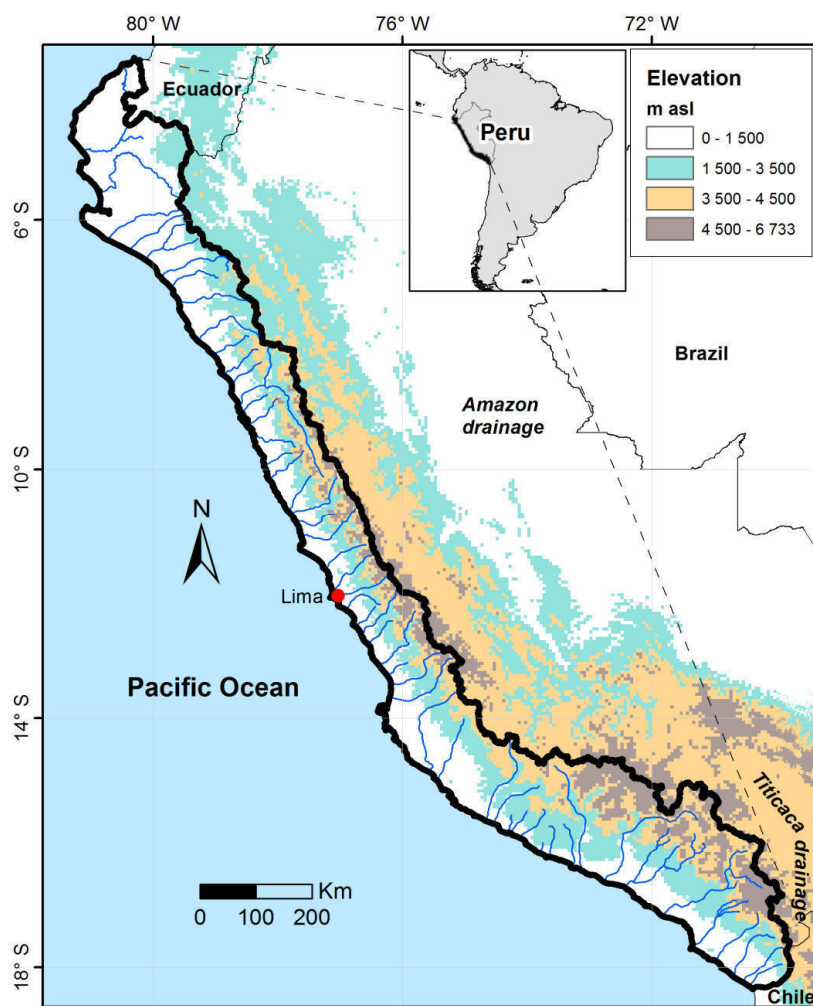 80° W
76° W
72° W
Ecuador
Peru
Elevation
m asl
0 - 1 500
1 500 - 3 500
3 500 - 4 500
4 500 - 6 733
6° S
Brazil
Amazon
drainage
10° S
N
Lima
Pacific Ocean
14° S
Titicaca
drainage
Km
0 100 200
18° S
Chile